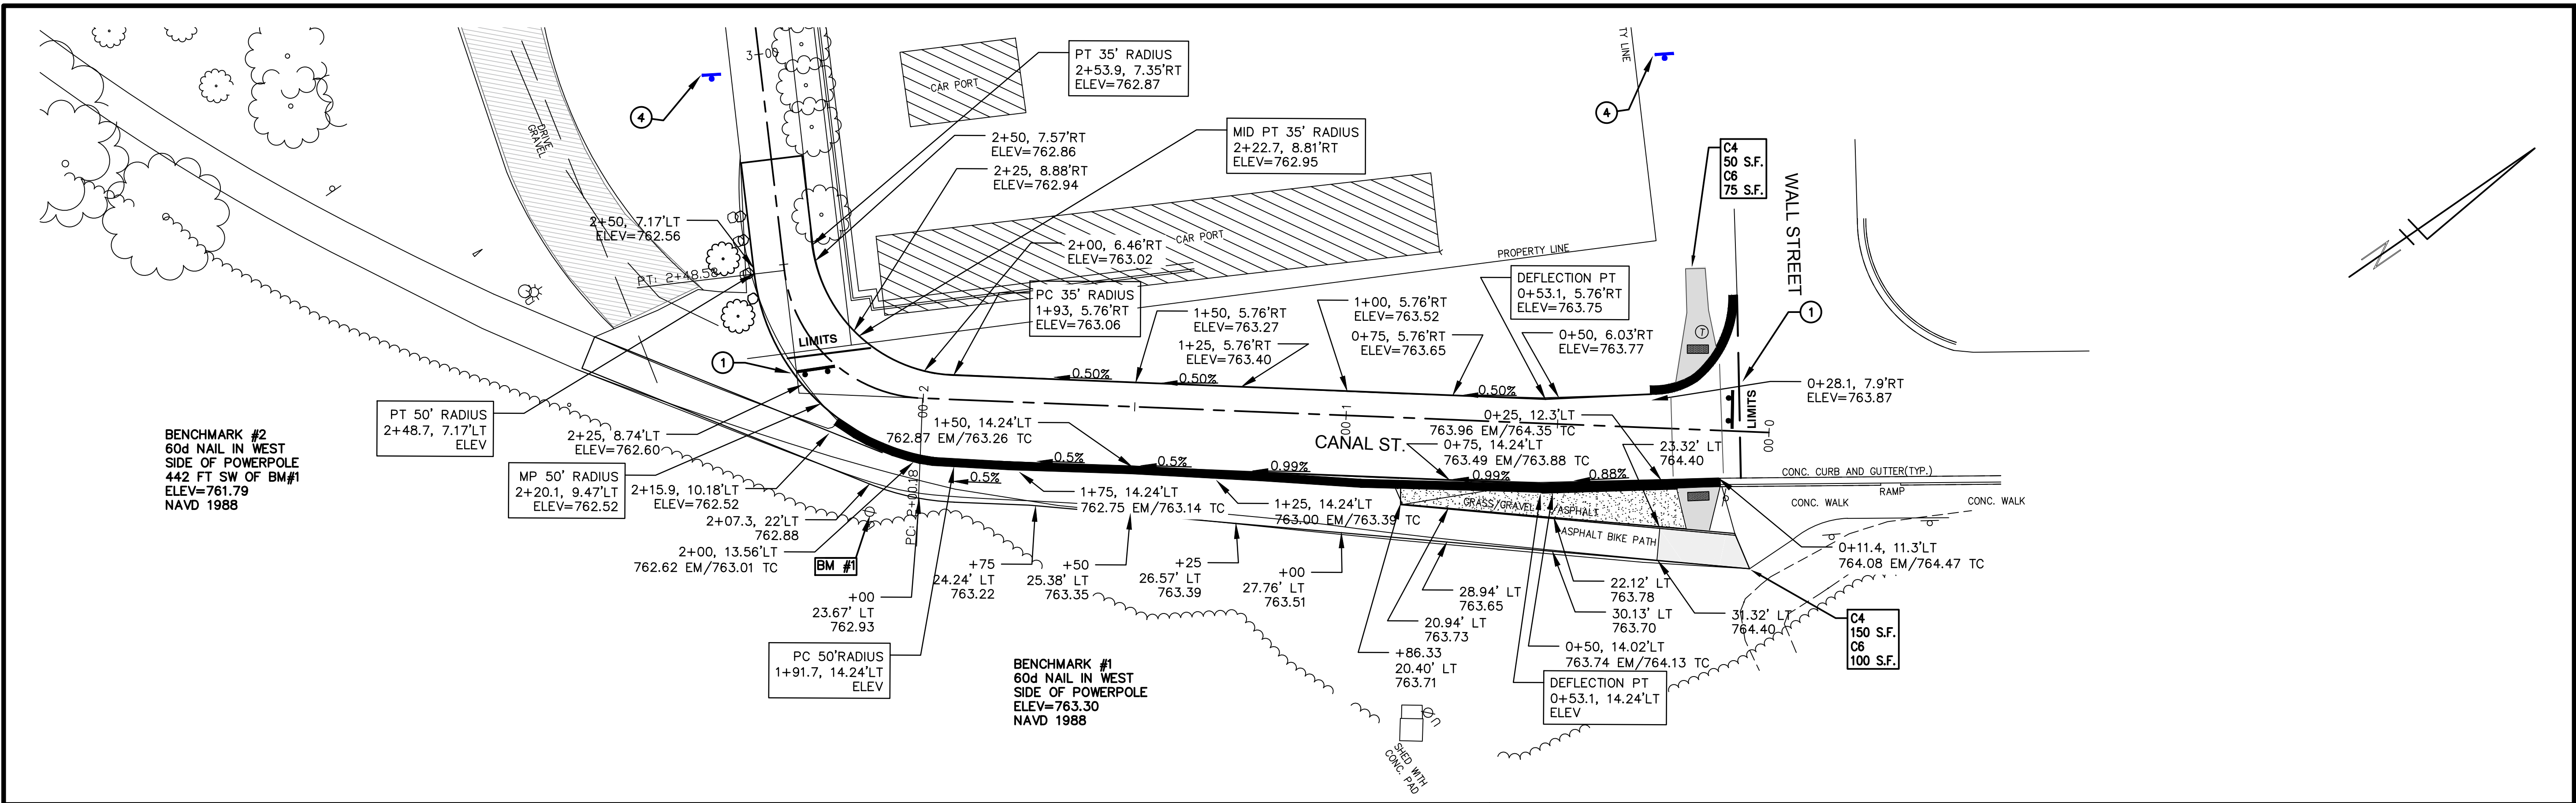 3+00
PT 35' RADIUS
2+53.9, 7.35'RT
ELEV=762.87
CAR PORT
TY LINE
4
4
DRIVE
GRAVEL
2+50, 7.57'RT
ELEV=762.86
2+25, 8.88'RT
ELEV=762.94
MID PT 35' RADIUS
2+22.7, 8.81'RT
ELEV=762.95
C4
50 S.F.
C6
75 S.F.
WALL STREET
2+50, 7.17'LT
ELEV=762.56
PT: 2+48.58
2+00, 6.46'RT
ELEV=763.02
CAR PORT
PROPERTY LINE
PC 35' RADIUS
1+93, 5.76'RT
ELEV=763.06
1+50, 5.76'RT
ELEV=763.27
1+25, 5.76'RT
ELEV=763.40
1+00, 5.76'RT
ELEV=763.52
0+75, 5.76'RT
ELEV=763.65
DEFLECTION PT
0+53.1, 5.76'RT
ELEV=763.75
0+50, 6.03'RT
ELEV=763.77
T
1
LIMITS
1
0.50%
0.50%
0.50%
0+28.1, 7.9'RT
ELEV=763.87
LIMITS
2+00
1+00
0+00
PT 50' RADIUS
2+48.7, 7.17'LT
ELEV
BENCHMARK #2
60d NAIL IN WEST
SIDE OF POWERPOLE
442 FT SW OF BM#1
ELEV=761.79
NAVD 1988
2+25, 8.74'LT
ELEV=762.60
1+50, 14.24'LT
762.87 EM/763.26 TC
CANAL ST.
0+25, 12.3'LT
763.96 EM/764.35 TC
0+75, 14.24'LT
763.49 EM/763.88 TC
23.32' LT
764.40
0.5%
0.5%
0.99%
0.99%
0.88%
0.5%
CONC. CURB AND GUTTER(TYP.)
RAMP
CONC. WALK
CONC. WALK
MP 50' RADIUS
2+20.1, 9.47'LT
ELEV=762.52
2+15.9, 10.18'LT
ELEV=762.52
2+07.3, 22'LT
762.88
2+00, 13.56'LT
762.62 EM/763.01 TC
BM #1
PC: 2+00.18
1+75, 14.24'LT
762.75 EM/763.14 TC
1+25, 14.24'LT
763.00 EM/763.39 TC
GRASS/GRAVEL
ASPHALT
ASPHALT BIKE PATH
0+11.4, 11.3'LT
764.08 EM/764.47 TC
+00
23.67' LT
762.93
+75
24.24' LT
763.22
+50
25.38' LT
763.35
+25
26.57' LT
763.39
+00
27.76' LT
763.51
28.94' LT
763.65
20.94' LT
763.73
+86.33
20.40' LT
763.71
22.12' LT
763.78
30.13' LT
763.70
31.32' LT
764.40
0+50, 14.02'LT
763.74 EM/764.13 TC
C4
150 S.F.
C6
100 S.F.
PC 50'RADIUS
1+91.7, 14.24'LT
ELEV
BENCHMARK #1
60d NAIL IN WEST
SIDE OF POWERPOLE
ELEV=763.30
NAVD 1988
DEFLECTION PT
0+53.1, 14.24'LT
ELEV
SHED WITH
CONC. PAD
N